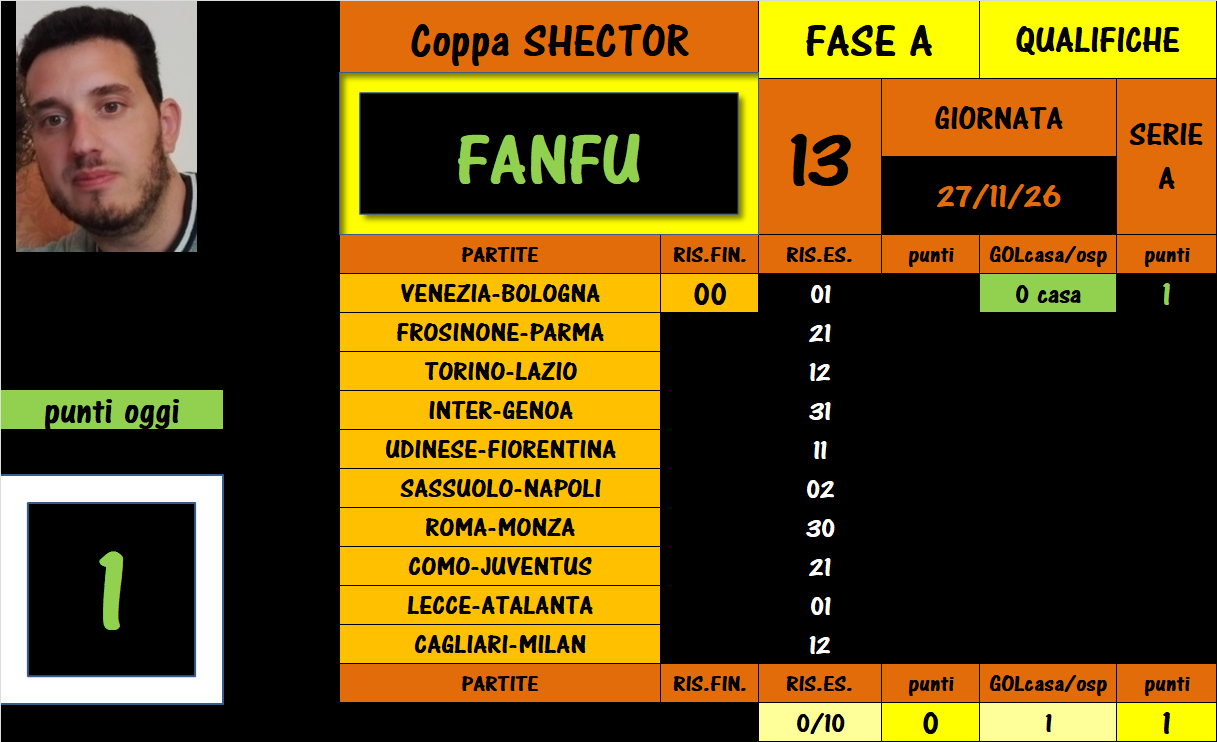 Coppa SHECTOR FASE A QUALIFICHE
FANFU
13
GIORNATA
27/11/26
SERIE
A
PARTITE RIS.FIN. RIS.ES. punti GOLcasa/osp punti
VENEZIA-BOLOGNA 00 01 0 casa 1
FROSINONE-PARMA 21
TORINO-LAZIO 12
INTER-GENOA 31
UDINESE-FIORENTINA 11
SASSUOLO-NAPOLI 02
ROMA-MONZA 30
COMO-JUVENTUS 21
LECCE-ATALANTA 01
CAGLIARI-MILAN 12
PARTITE RIS.FIN. RIS.ES. punti GOLcasa/osp punti
0/10 0 1 1
punti oggi
1